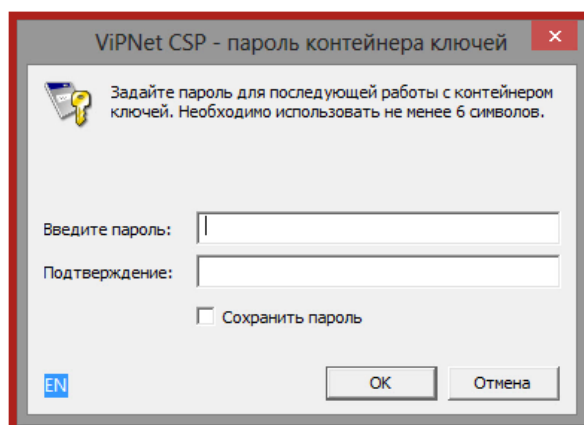 ViPNet CSP - пароль контейнера ключей
Задайте пароль для последующей работы с контейнером
ключей. Необходимо использовать не менее 6 символов.
Введите пароль:
Подтверждение:
Сохранить пароль
EN
OK
Отмена